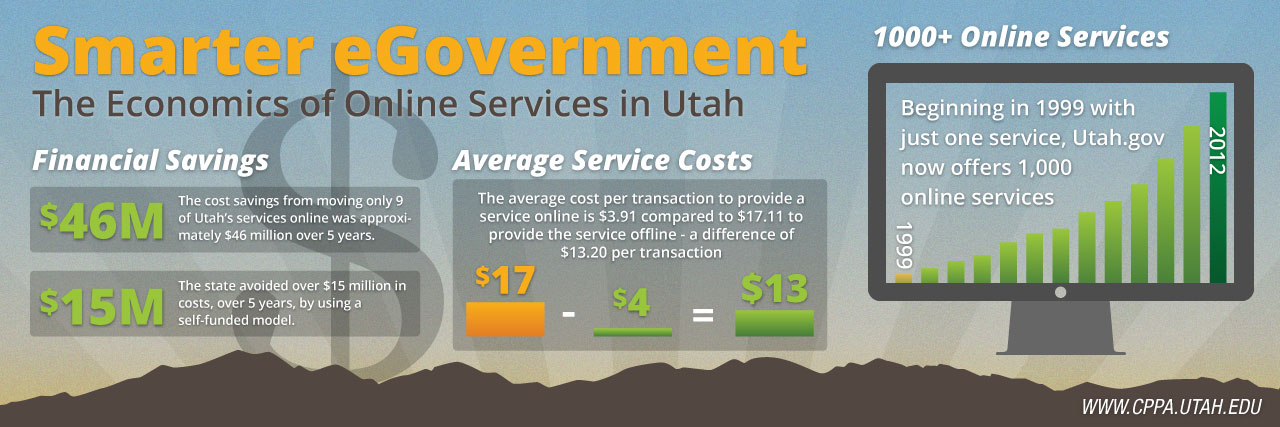 Smarter eGovernment
The Economics of Online Services in Utah
Financial Savings
$46M
The cost savings from moving only 9
of Utah's services online was approxi-
mately $46 million over 5 years.
$15M
The state avoided over $15 million in
costs, over 5 years, by using a
self-funded model.
Average Service Costs
The average cost per transaction to provide a
service online is $3.91 compared to $17.11 to
provide the service offline - a difference of
$13.20 per transaction
$17 - $4 = $13
1000+ Online Services
Beginning in 1999 with
just one service, Utah.gov
now offers 1,000
online services
1999
2012
WWW.CPPA.UTAH.EDU